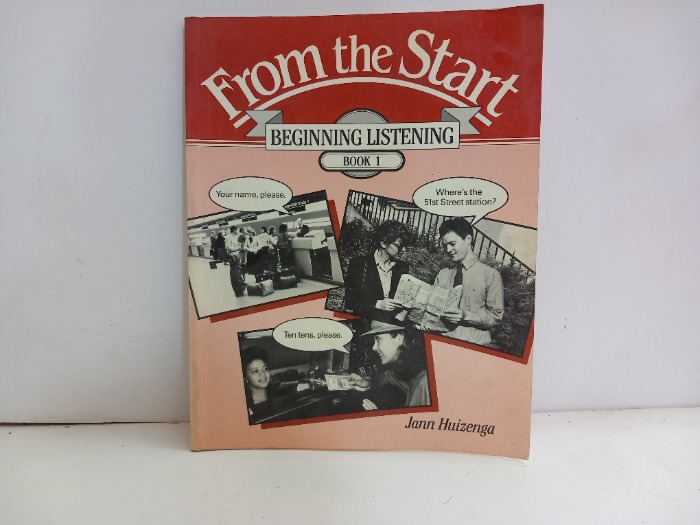 From the Start
BEGINNING LISTENING
BOOK 1
Your name, please.
Where's the
51st Street station?
Ten tens, please.
Jann Huizenga